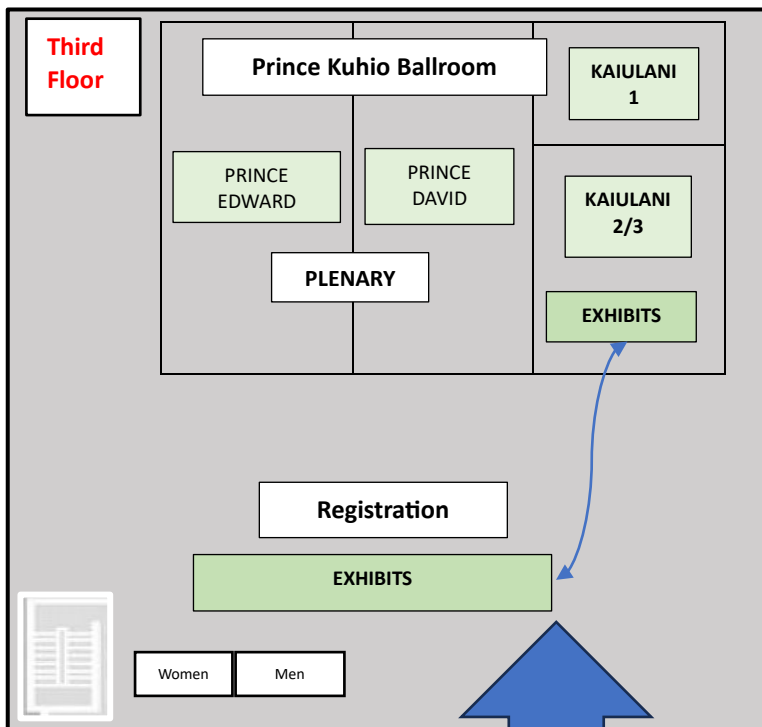 Third
Floor
Prince Kuhio Ballroom
KAIULANI
1
PRINCE
EDWARD
PRINCE
DAVID
KAIULANI
2/3
PLENARY
EXHIBITS
Registration
EXHIBITS
Women
Men